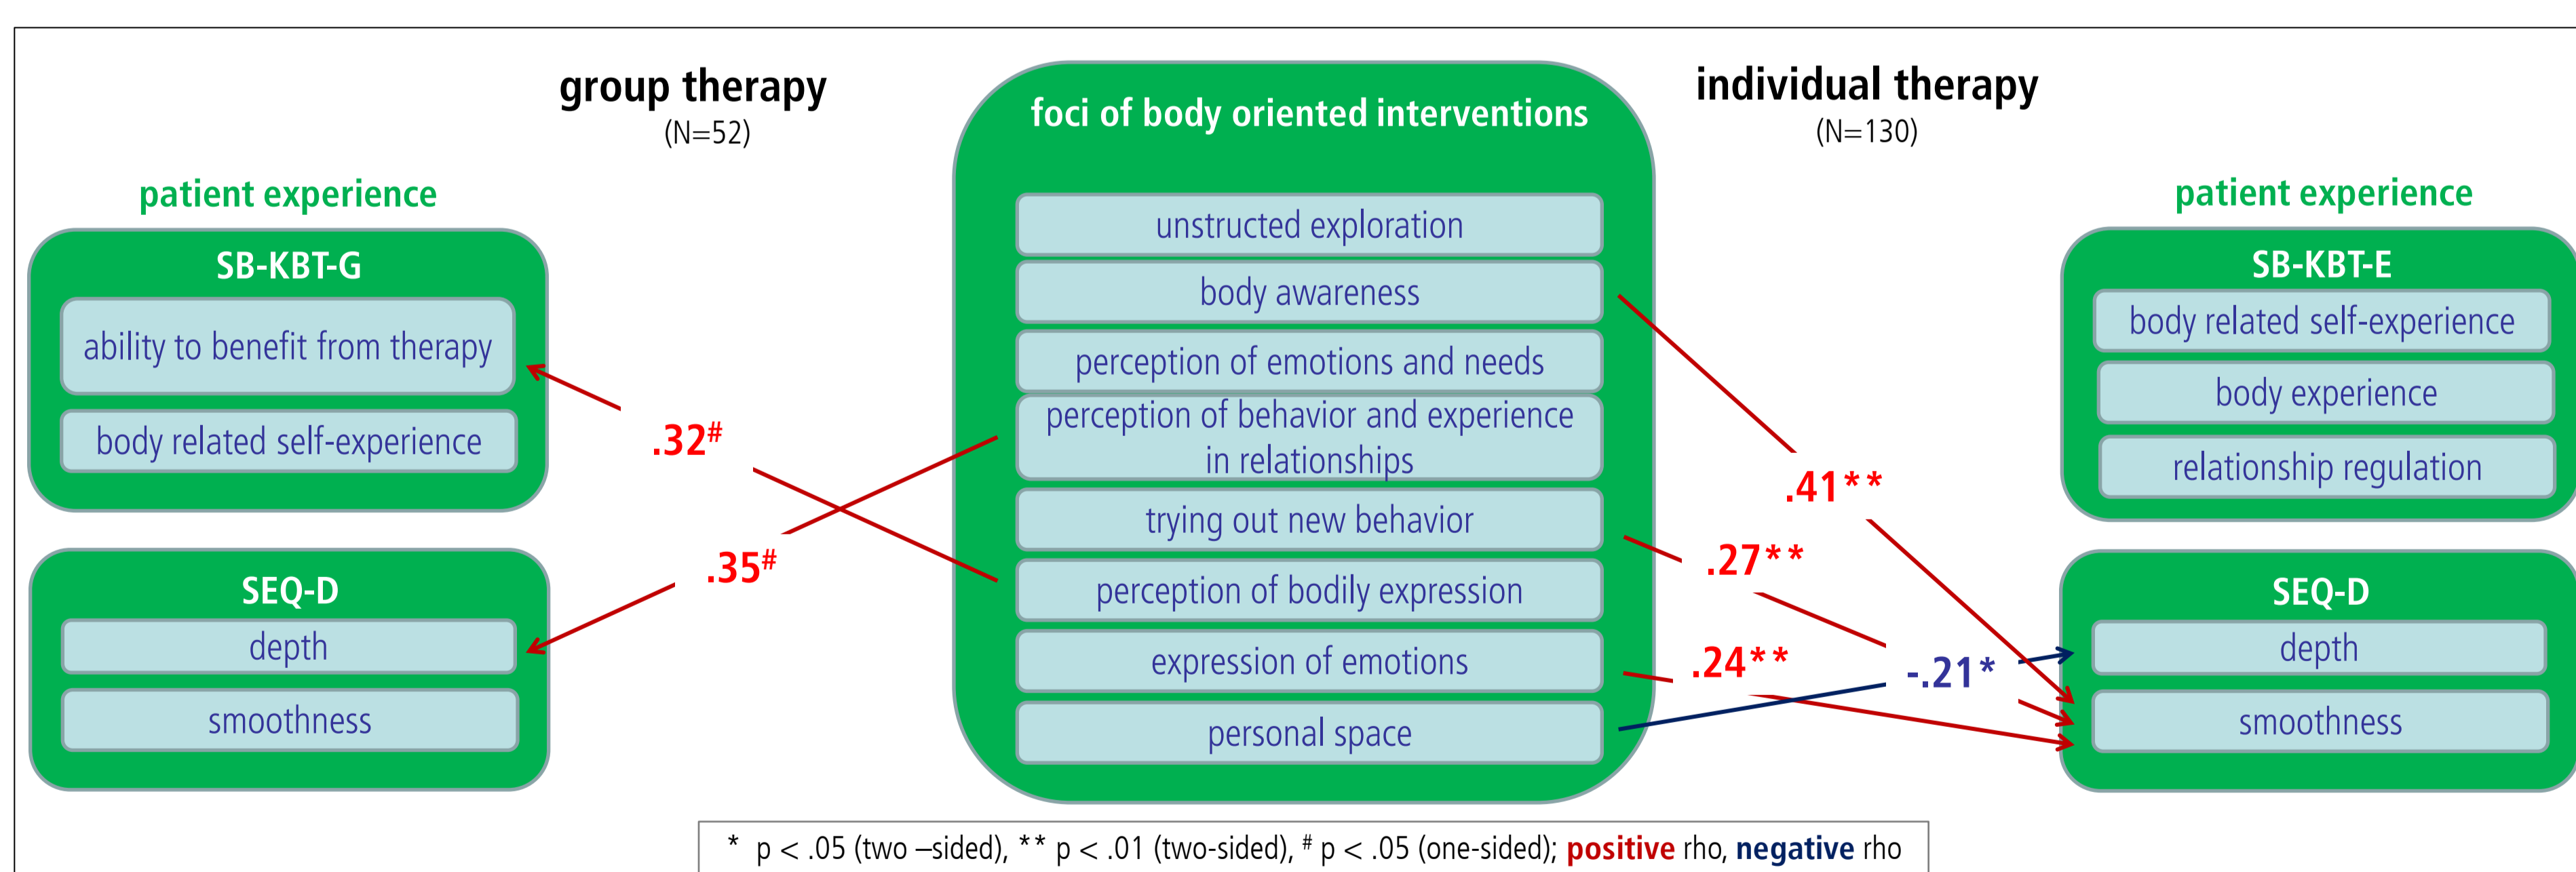 group therapy
(N=52)
patient experience
SB-KBT-G
ability to benefit from therapy
body related self-experience
SEQ-D
depth
smoothness
.32#
.35#
foci of body oriented interventions
unstructed exploration
body awareness
perception of emotions and needs
perception of behavior and experience
in relationships
trying out new behavior
perception of bodily expression
expression of emotions
personal space
individual therapy
(N=130)
.41**
.27**
.24**
-.21*
patient experience
SB-KBT-E
body related self-experience
body experience
relationship regulation
SEQ-D
depth
smoothness
* p < .05 (two –sided), ** p < .01 (two-sided), # p < .05 (one-sided); positive rho, negative rho